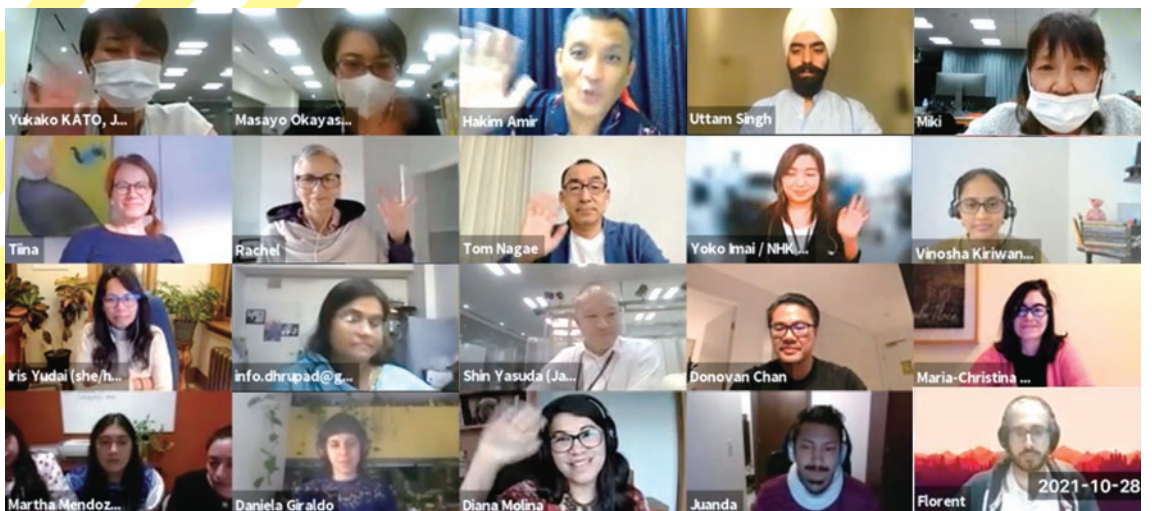 Yukako KATO, J...
Masayo Okayas...
Hakim Amir
Uttam Singh
Miki
Tiina
Rachel
Tom Nagae
Yoko Imai / NHK ...
Vinosha Kiriwan...
Iris Yudai (she/h...
info.dhrupad@g...
Shin Yasuda (Ja...
Donovan Chan
Maria-Christina ...
Martha Mendoz...
Daniela Giraldo
Diana Molina
Juanda
Florent
2021-10-28